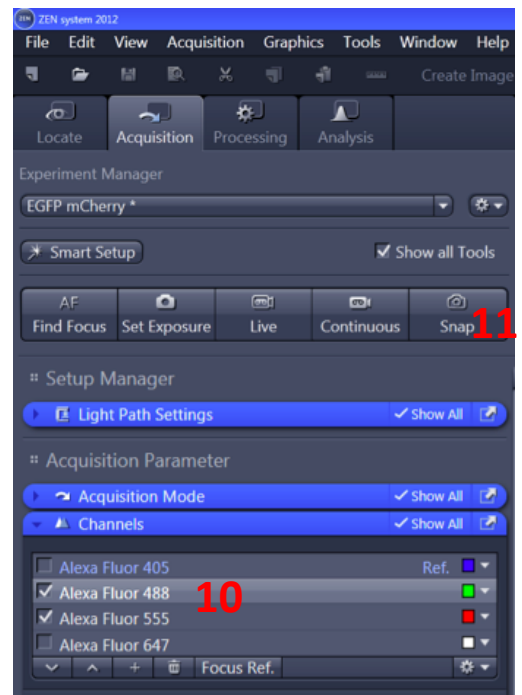 ZEN ZEN system 2012
File Edit View Acquisition Graphics Tools Window Help
Create Image
Locate Acquisition Processing Analysis
Experiment Manager
EGFP mCherry *
Smart Setup Show all Tools
AF
Find Focus Set Exposure Live Continuous Snap 11
Setup Manager
Light Path Settings Show All
Acquisition Parameter
Acquisition Mode Show All
Channels Show All
Alexa Fluor 405 Ref.
Alexa Fluor 488 10
Alexa Fluor 555
Alexa Fluor 647
Focus Ref.